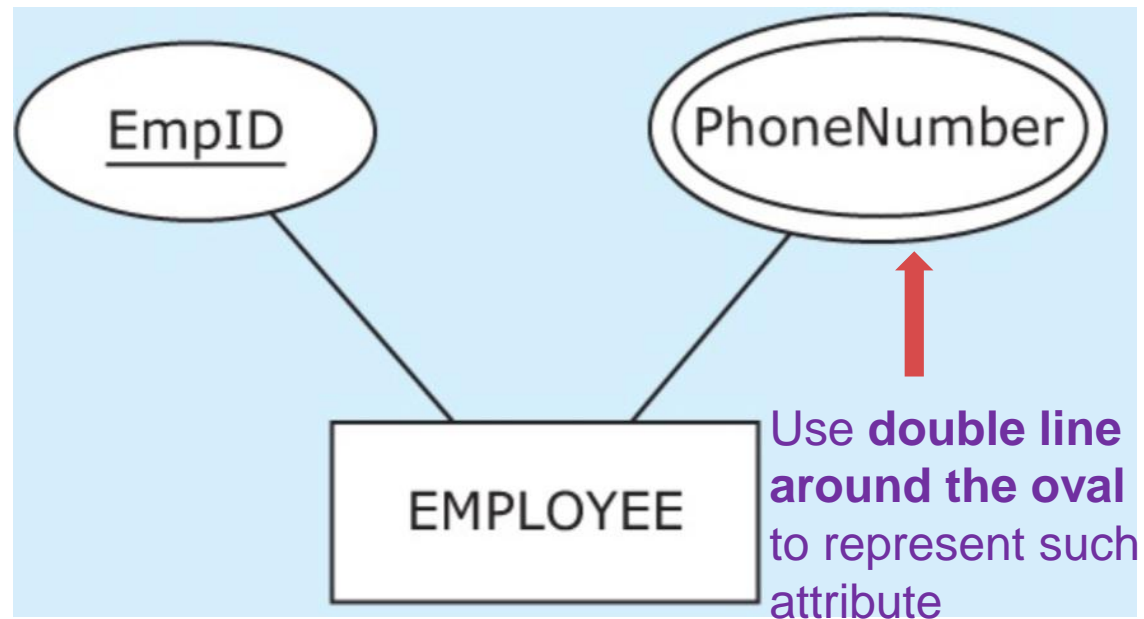 EmpID
PhoneNumber
EMPLOYEE
Use double line
around the oval
to represent such
attribute